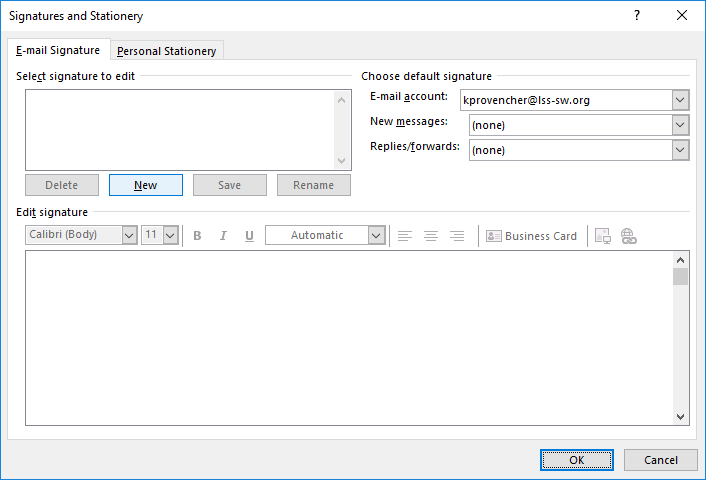 Signatures and Stationery
?
E-mail Signature
Personal Stationery
Select signature to edit
Choose default signature
E-mail account:
kprovencher@lss-sw.org
New messages:
(none)
Replies/forwards:
(none)
Delete
New
Save
Rename
Edit signature
Calibri (Body)
11
B
I
U
Automatic
Business Card
OK
Cancel